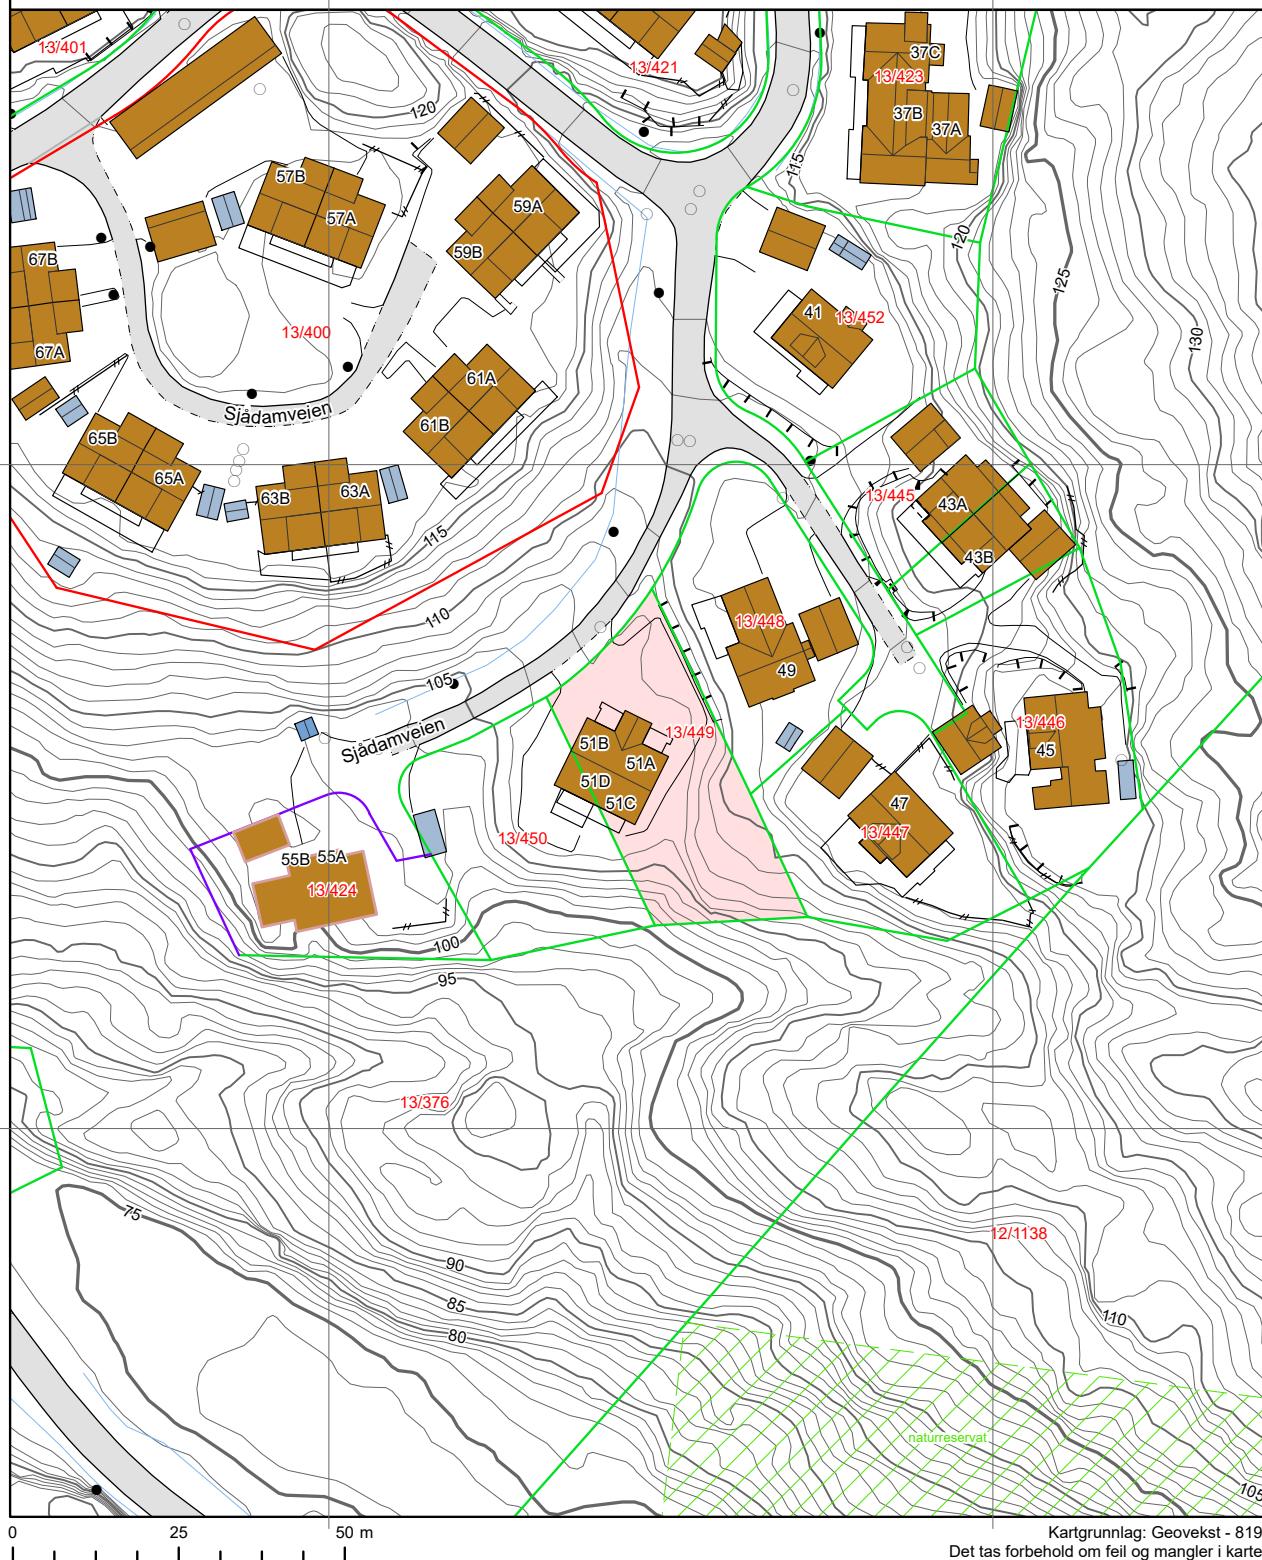 13/401
13/421
37C
13/423
120
37B
37A
57B
115
57A
59A
120
59B
67B
125
41
13/452
13/400
130
67A
61A
Sjådamveien
61B
65B
65A
63A
63B
13/445
43A
115
43B
110
13/448
49
105
13/449
13/446
Sjådamveien
51B
45
51A
51D
51C
47
13/450
13/447
55B
55A
13/424
100
95
13/376
75
12/1138
90
85
110
80
naturreservat
105
0 25 50 m
Kartgrunnlag: Geovekst - 819
Det tas forbehold om feil og mangler i karte